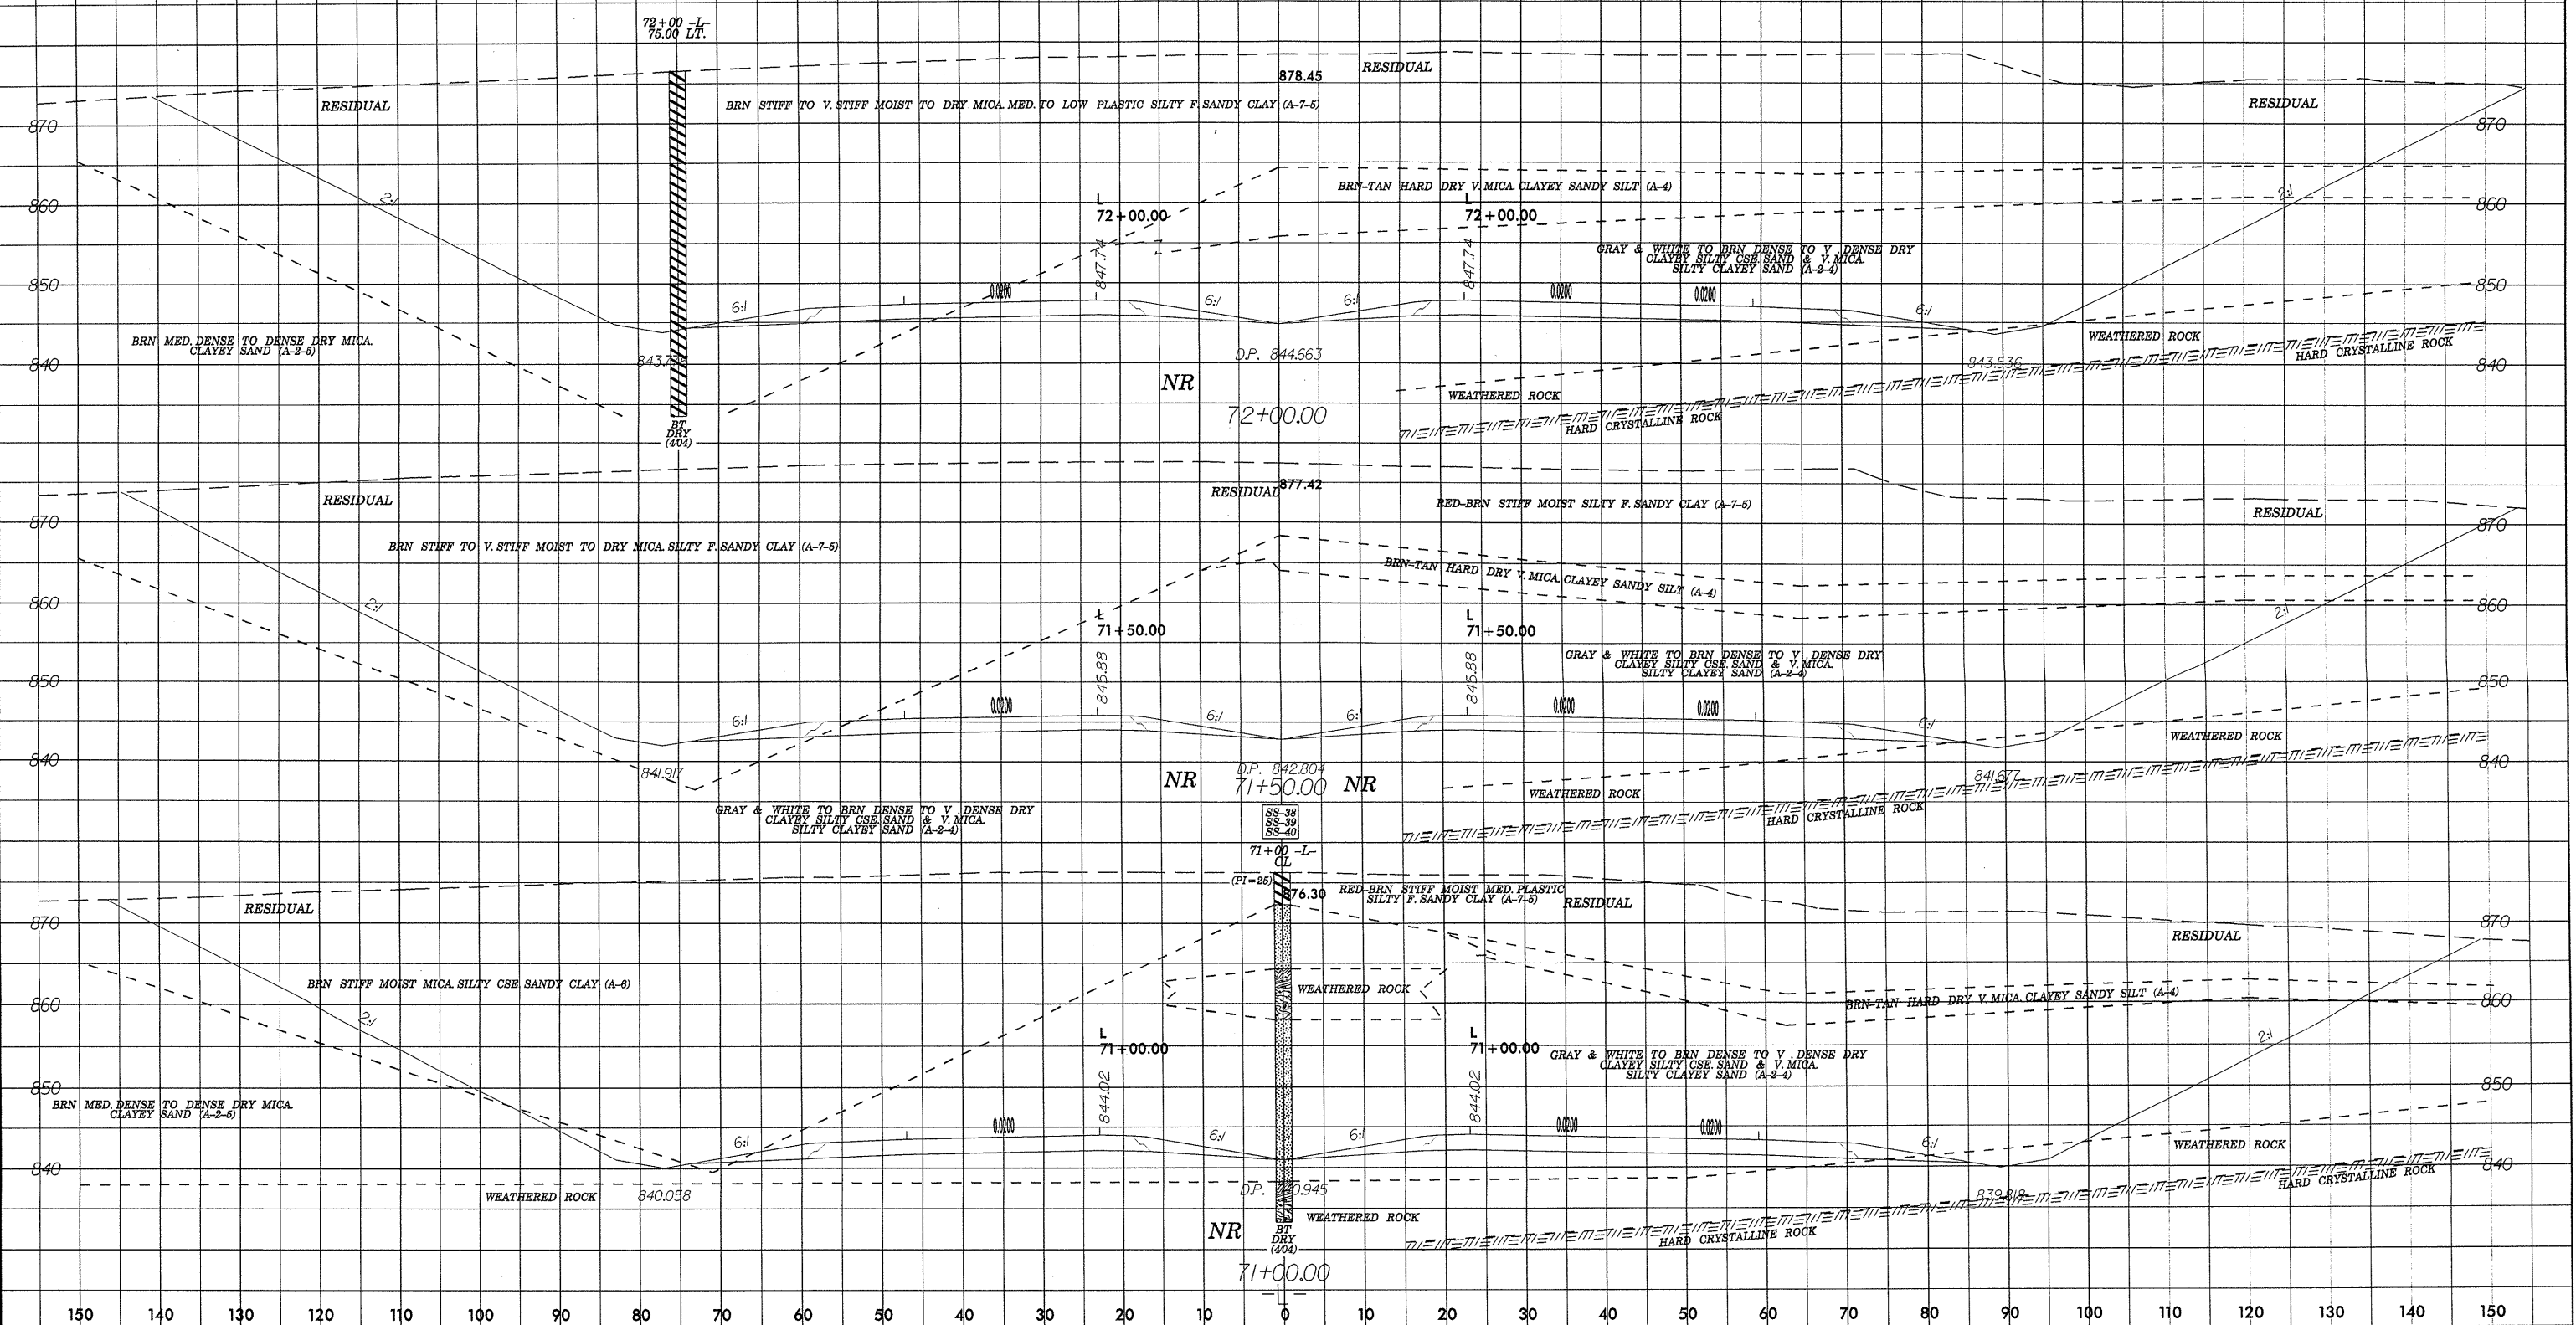 72+00 -L-
75.00 LT.
878.45
RESIDUAL
RESIDUAL
BRN STIFF TO V. STIFF MOIST TO DRY MICA. MED. TO LOW PLASTIC SILTY F. SANDY CLAY (A-7-5)
RESIDUAL
870
870
BRN-TAN HARD DRY V. MICA. CLAYEY SANDY SILT (A-4)
2:1
2:1
860
860
L
72+00.00
L
72+00.00
GRAY & WHITE TO BRN DENSE TO V. DENSE DRY
CLAYEY SILTY CSE. SAND & V. MICA.
SILTY CLAYEY SAND (A-2-4)
847.74
847.74
850
850
0.0200
0.0200
0.0200
6:1
6:1
6:1
6:1
BRN MED. DENSE TO DENSE DRY MICA.
CLAYEY SAND (A-2-5)
WEATHERED ROCK
HARD CRYSTALLINE ROCK
D.P. 844.663
843.536
840
840
NR
WEATHERED ROCK
72+00.00
HARD CRYSTALLINE ROCK
BT
DRY
(4/04)
877.42
RESIDUAL
RESIDUAL
RED-BRN STIFF MOIST SILTY F. SANDY CLAY (A-7-5)
RESIDUAL
870
870
BRN STIFF TO V. STIFF MOIST TO DRY MICA. SILTY F. SANDY CLAY (A-7-5)
BRN-TAN HARD DRY V. MICA. CLAYEY SANDY SILT (A-4)
860
860
2:1
2:1
L
71+50.00
L
71+50.00
GRAY & WHITE TO BRN DENSE TO V. DENSE DRY
CLAYEY SILTY CSE. SAND & V. MICA.
SILTY CLAYEY SAND (A-2-4)
845.88
845.88
850
850
0.0200
0.0200
0.0200
6:1
6:1
6:1
6:1
WEATHERED ROCK
840
840
841.917
D.P. 842.804
841.677
NR
71+50.00
NR
WEATHERED ROCK
HARD CRYSTALLINE ROCK
GRAY & WHITE TO BRN DENSE TO V. DENSE DRY
CLAYEY SILTY CSE. SAND & V. MICA.
SILTY CLAYEY SAND (A-2-4)
SS-38
SS-39
SS-40
71+00 -L-
CL
(PI=25)
876.30
RED-BRN STIFF MOIST MED. PLASTIC
SILTY F. SANDY CLAY (A-7-5)
RESIDUAL
RESIDUAL
RESIDUAL
870
870
BRN STIFF MOIST MICA. SILTY CSE. SANDY CLAY (A-6)
WEATHERED ROCK
BRN-TAN HARD DRY V. MICA. CLAYEY SANDY SILT (A-4)
860
860
2:1
2:1
L
71+00.00
L
71+00.00
GRAY & WHITE TO BRN DENSE TO V. DENSE DRY
CLAYEY SILTY CSE. SAND & V. MICA.
SILTY CLAYEY SAND (A-2-4)
844.02
844.02
850
850
BRN MED. DENSE TO DENSE DRY MICA.
CLAYEY SAND (A-2-5)
0.0200
0.0200
0.0200
6:1
6:1
6:1
6:1
WEATHERED ROCK
840
840
HARD CRYSTALLINE ROCK
WEATHERED ROCK
840.058
D.P. 840.945
839.818
NR
WEATHERED ROCK
HARD CRYSTALLINE ROCK
BT
DRY
(4/04)
71+00.00
-L-
150 140 130 120 110 100 90 80 70 60 50 40 30 20 10 0 10 20 30 40 50 60 70 80 90 100 110 120 130 140 150